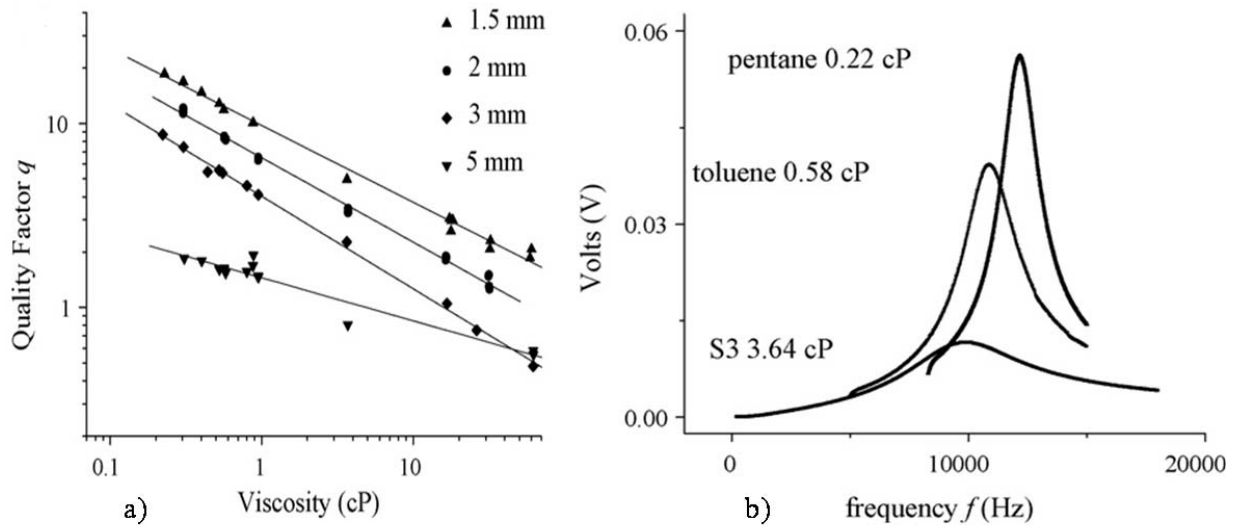 1.5 mm
2 mm
3 mm
5 mm
10
1
Quality Factor q
0.1
1
10
Viscosity (cP)
a)
0.06
0.03
0.00
Volts (V)
pentane 0.22 cP
toluene 0.58 cP
S3 3.64 cP
0
10000
20000
frequency f (Hz)
b)